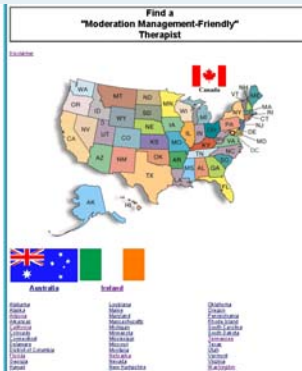 Find a
"Moderation Management-Friendly"
Therapist
Disclaimer
Canada
WA
MT
ND
MN
VT
NH
ME
OR
ID
SD
WI
MA
RI
CT
NJ
DE
MD
DC
WY
NE
IA
PA
NV
UT
CO
KS
MO
IL
IN
KY
VA
CA
AZ
NM
OK
AR
TN
NC
TX
LA
MS
AL
GA
FL
AK
HI
Australia Ireland
Alabama Louisiana Oklahoma
Alaska Maine Oregon
Arizona Maryland Pennsylvania
Arkansas Massachusetts Rhode Island
California Michigan South Carolina
Colorado Minnesota South Dakota
Connecticut Mississippi Tennessee
Delaware Missouri Texas
District of Columbia Montana Utah
Florida Nebraska Vermont
Georgia Nevada Virginia
Hawaii New Hampshire Washington